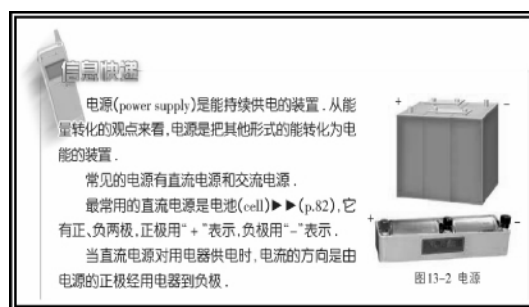 信息快递
电源(power supply)是能持续供电的装置．从能
量转化的观点来看,电源是把其他形式的能转化为电
能的装置．
常见的电源有直流电源和交流电源．
最常用的直流电源是电池(cell)▶▶(p.82),它
有正、负两极,正极用“+”表示,负极用“-”表示．
当直流电源对用电器供电时,电流的方向是由
电源的正极经用电器到负极．
+ -
+ -
图13-2 电源